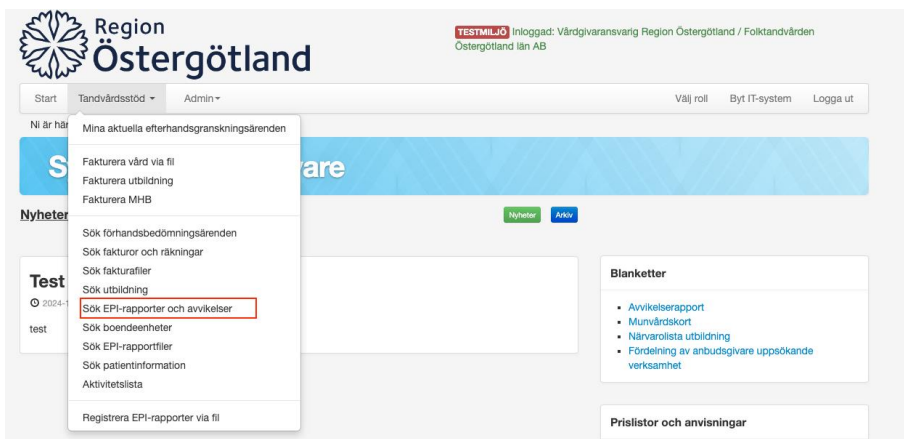 Region
Östergötland
TESTMILJÖ Inloggad: Vårdgivaransvarig Region Östergötland / Folktandvården
Östergötland län AB
Start Tandvårdsstöd Admin Välj roll Byt IT-system Logga ut
Ni är här
Mina aktuella efterhandsgranskningsärenden
Fakturera vård via fil
Fakturera utbildning
Fakturera MHB
S are
Nyheter Nyheter Arkiv
Sök förhandsbedömningsärenden
Sök fakturor och räkningar
Sök fakturafiler
Sök utbildning
Sök EPI-rapporter och avvikelser
Sök boendeenheter
Sök EPI-rapportfiler
Sök patientinformation
Aktivitetslista
Registrera EPI-rapporter via fil
Test
2024-1
test
Blanketter
Avvikelserapport
Munvårdskort
Närvarolista utbildning
Fördelning av anbudsgivare uppsökande
verksamhet
Prislistor och anvisningar